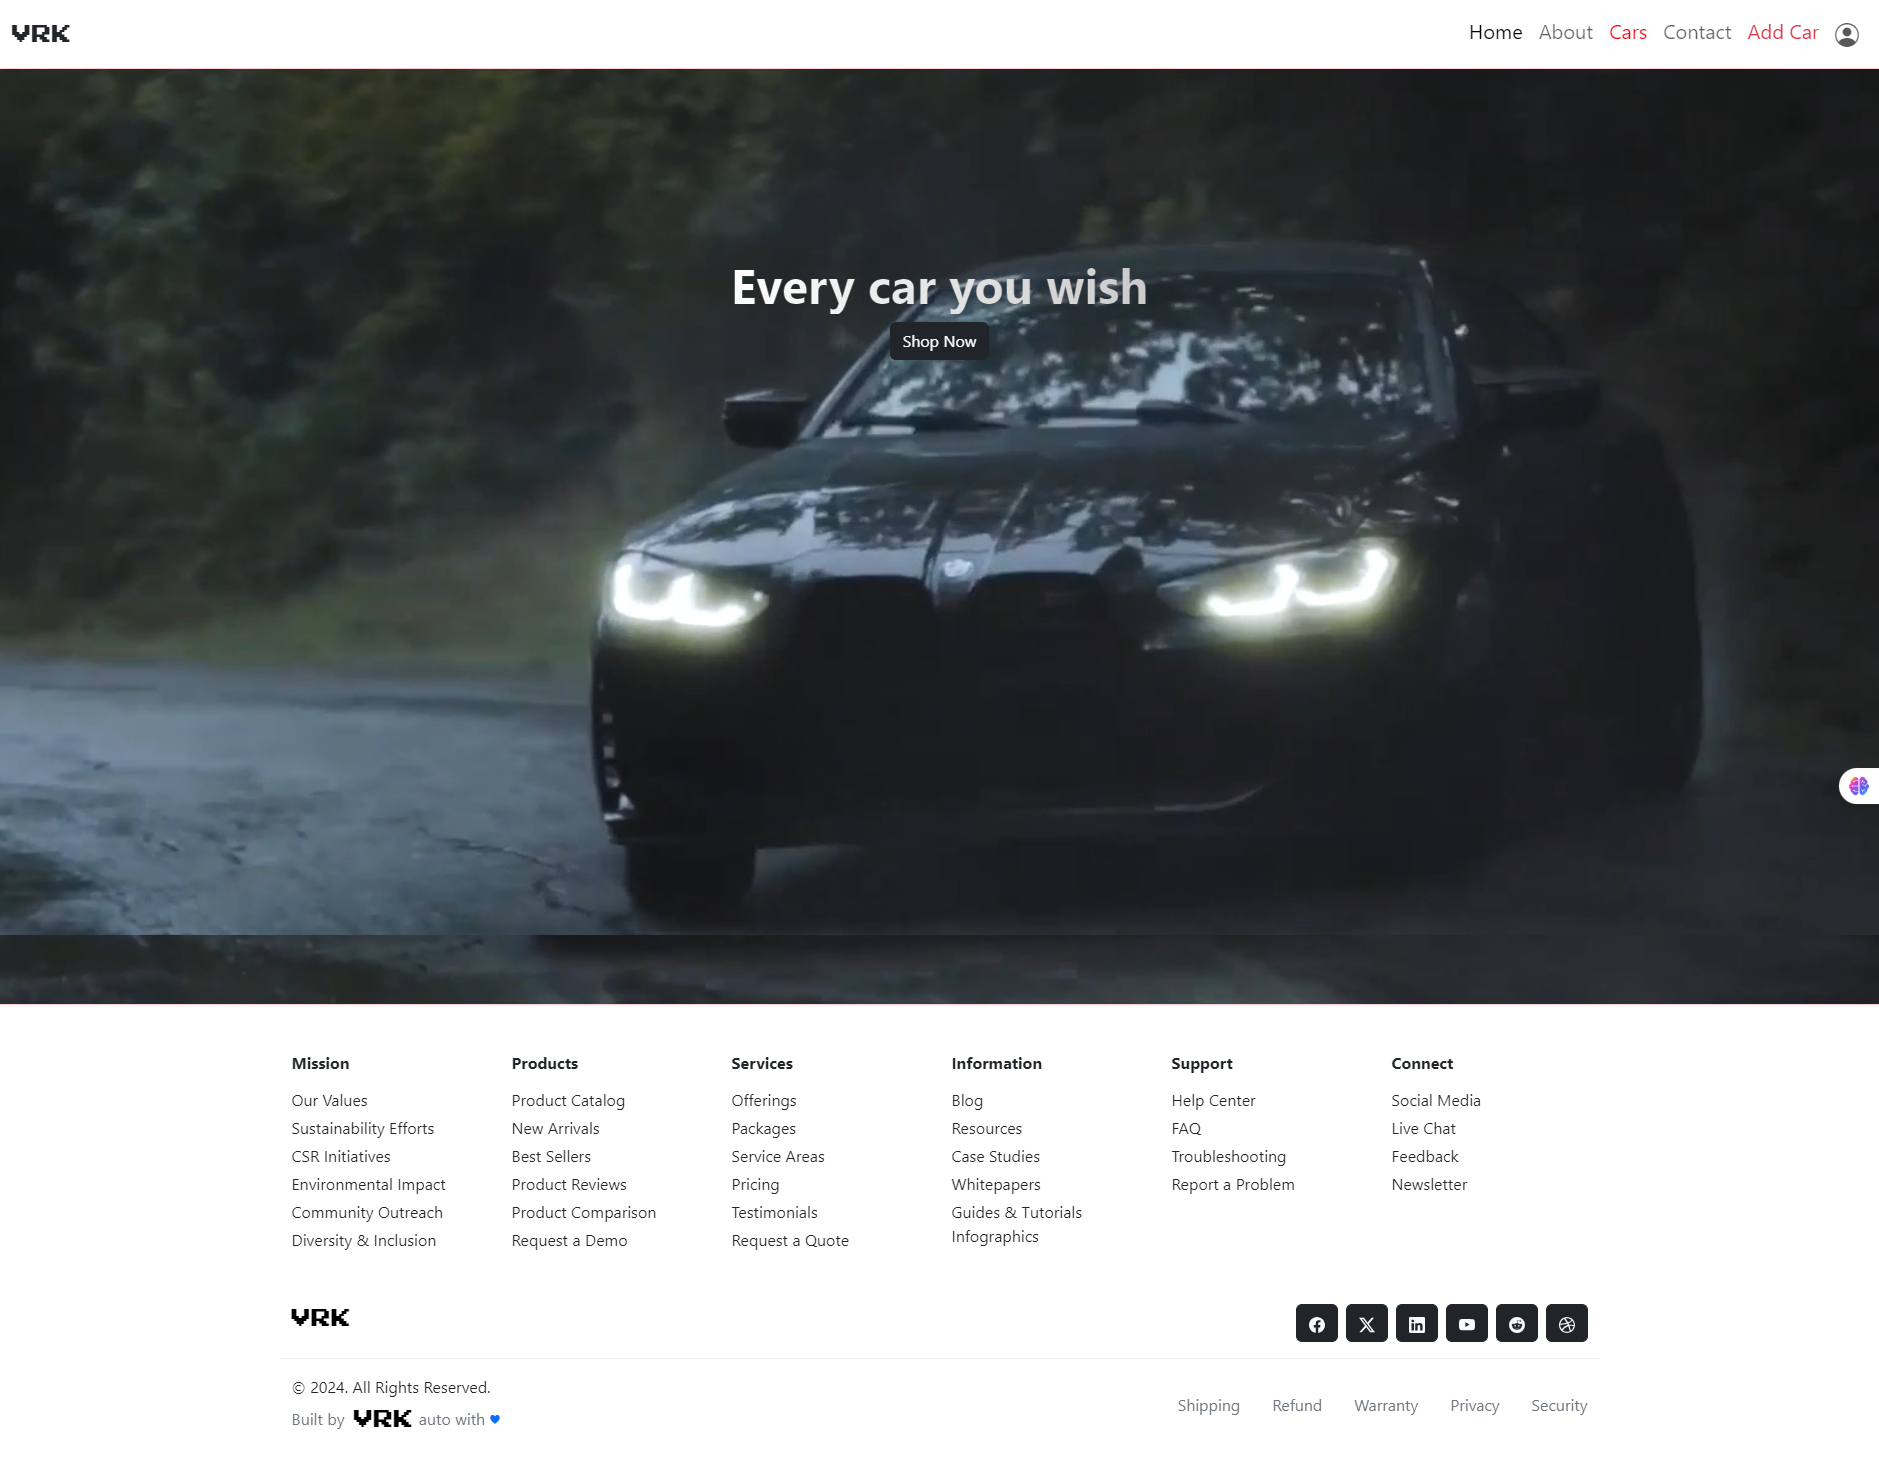 VRK
Home About Cars Contact Add Car
Every car you wish
Shop Now
Mission
Our Values
Sustainability Efforts
CSR Initiatives
Environmental Impact
Community Outreach
Diversity & Inclusion
Products
Product Catalog
New Arrivals
Best Sellers
Product Reviews
Product Comparison
Request a Demo
Services
Offerings
Packages
Service Areas
Pricing
Testimonials
Request a Quote
Information
Blog
Resources
Case Studies
Whitepapers
Guides & Tutorials
Infographics
Support
Help Center
FAQ
Troubleshooting
Report a Problem
Connect
Social Media
Live Chat
Feedback
Newsletter
VRK
© 2024. All Rights Reserved.
Built by VRK auto with
Shipping Refund Warranty Privacy Security